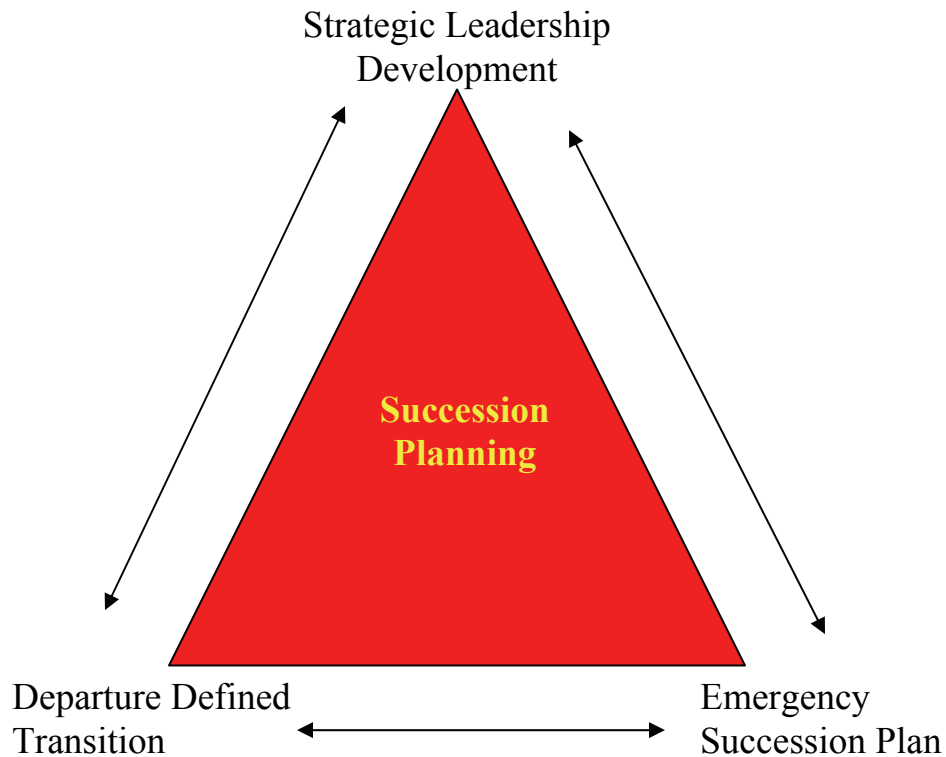 Strategic Leadership
Development
Succession
Planning
Departure Defined
Transition
Emergency
Succession Plan